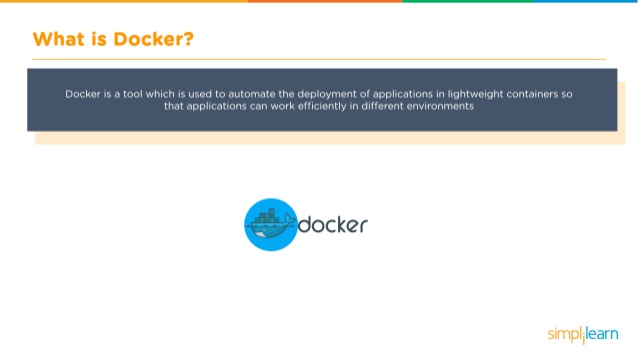 What is Docker?
Docker is a tool which is used to automate the deployment of applications in lightweight containers so
that applications can work efficiently in different environments
docker
simplilearn